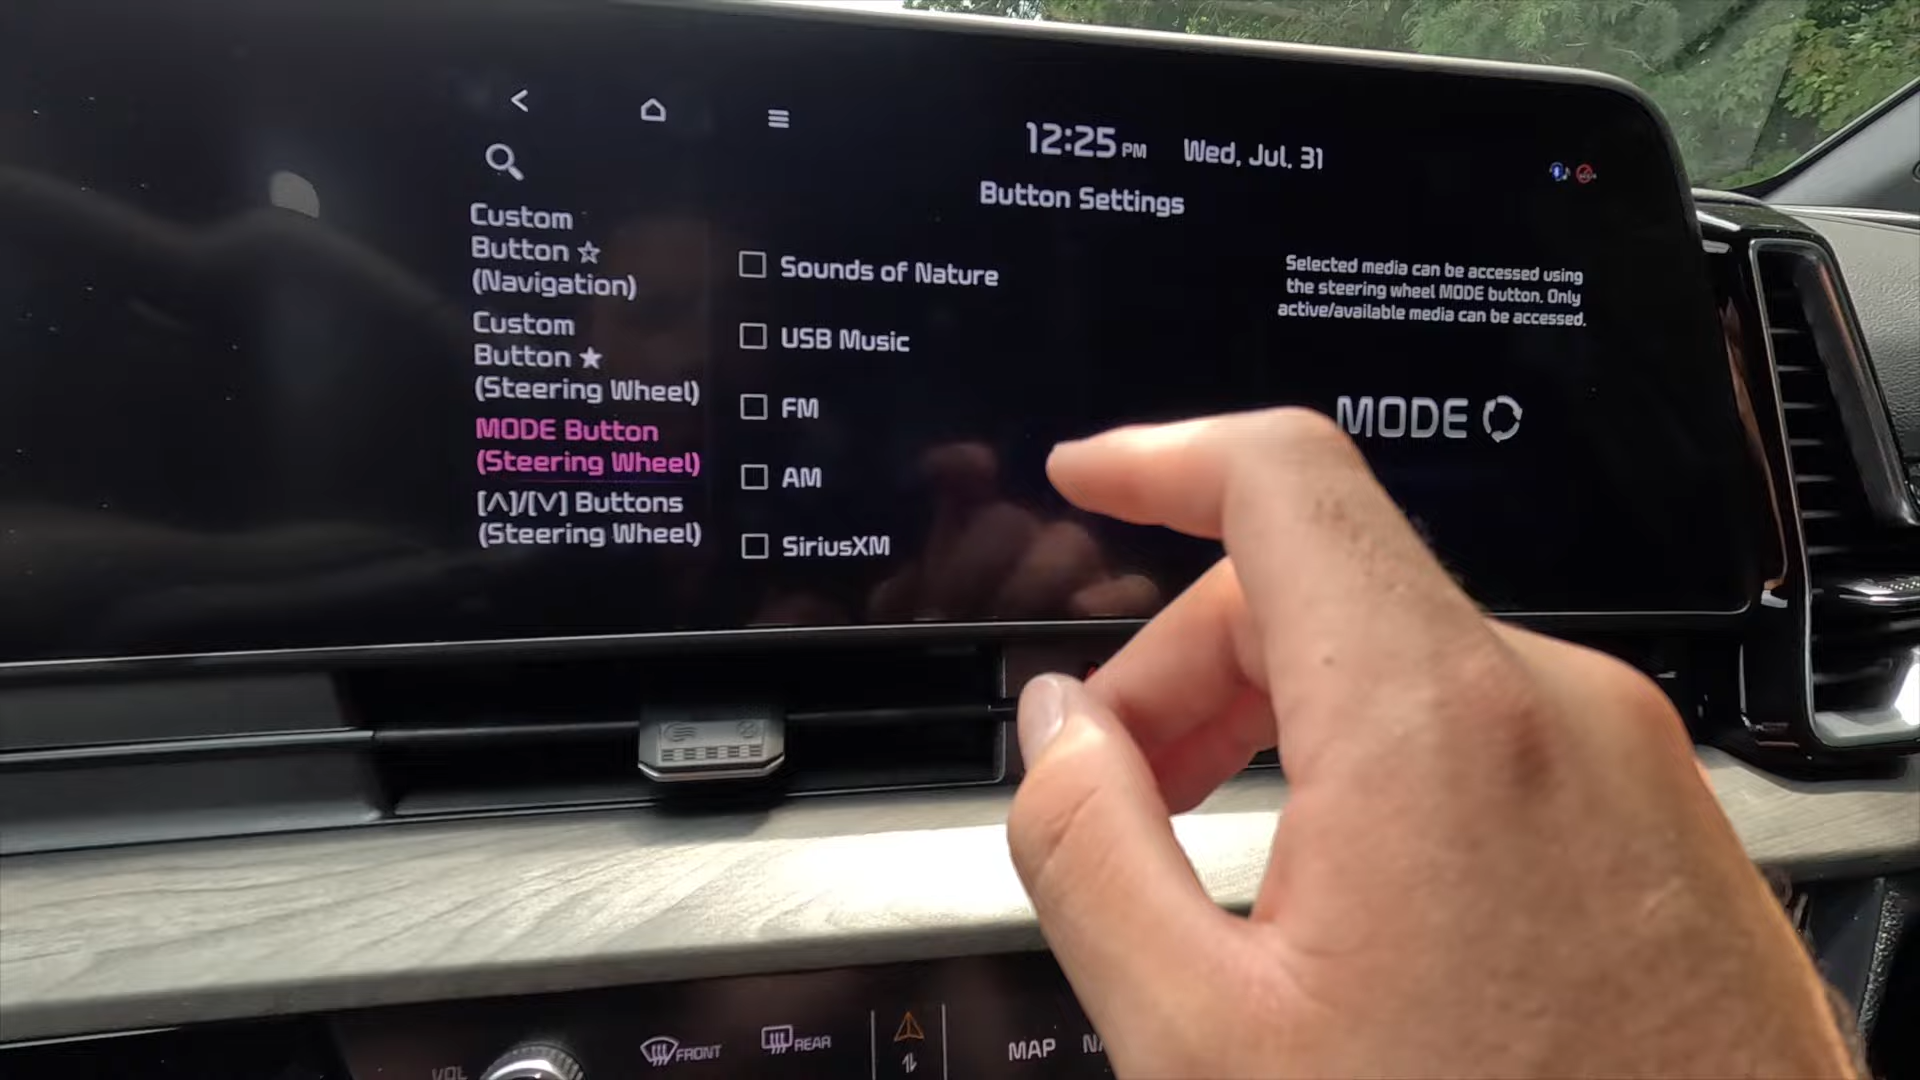 12:25 PM Wed, Jul. 31
Button Settings
Custom
Button ☆
(Navigation)
Custom
Button ★
(Steering Wheel)
MODE Button
(Steering Wheel)
[∧]/[∨] Buttons
(Steering Wheel)
Sounds of Nature
USB Music
FM
AM
SiriusXM
Selected media can be accessed using
the steering wheel MODE button. Only
active/available media can be accessed.
MODE
VOL
FRONT
REAR
MAP